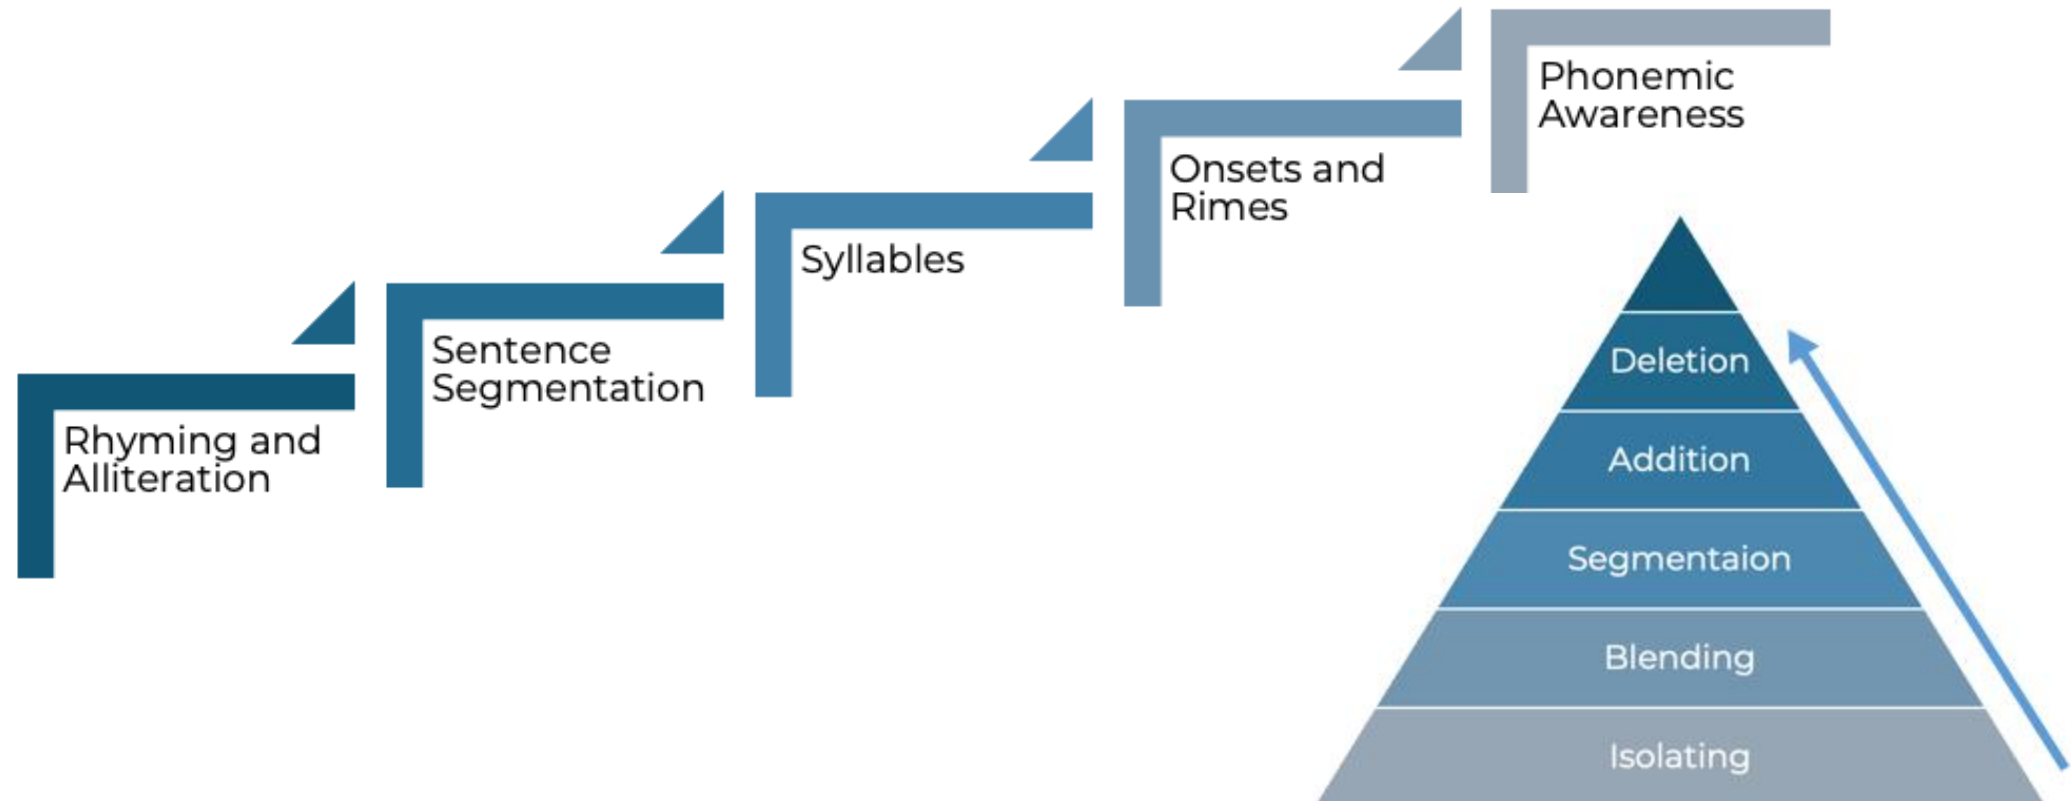 Rhyming and
Alliteration
Sentence
Segmentation
Syllables
Onsets and
Rimes
Phonemic
Awareness
Deletion
Addition
Segmentaion
Blending
Isolating